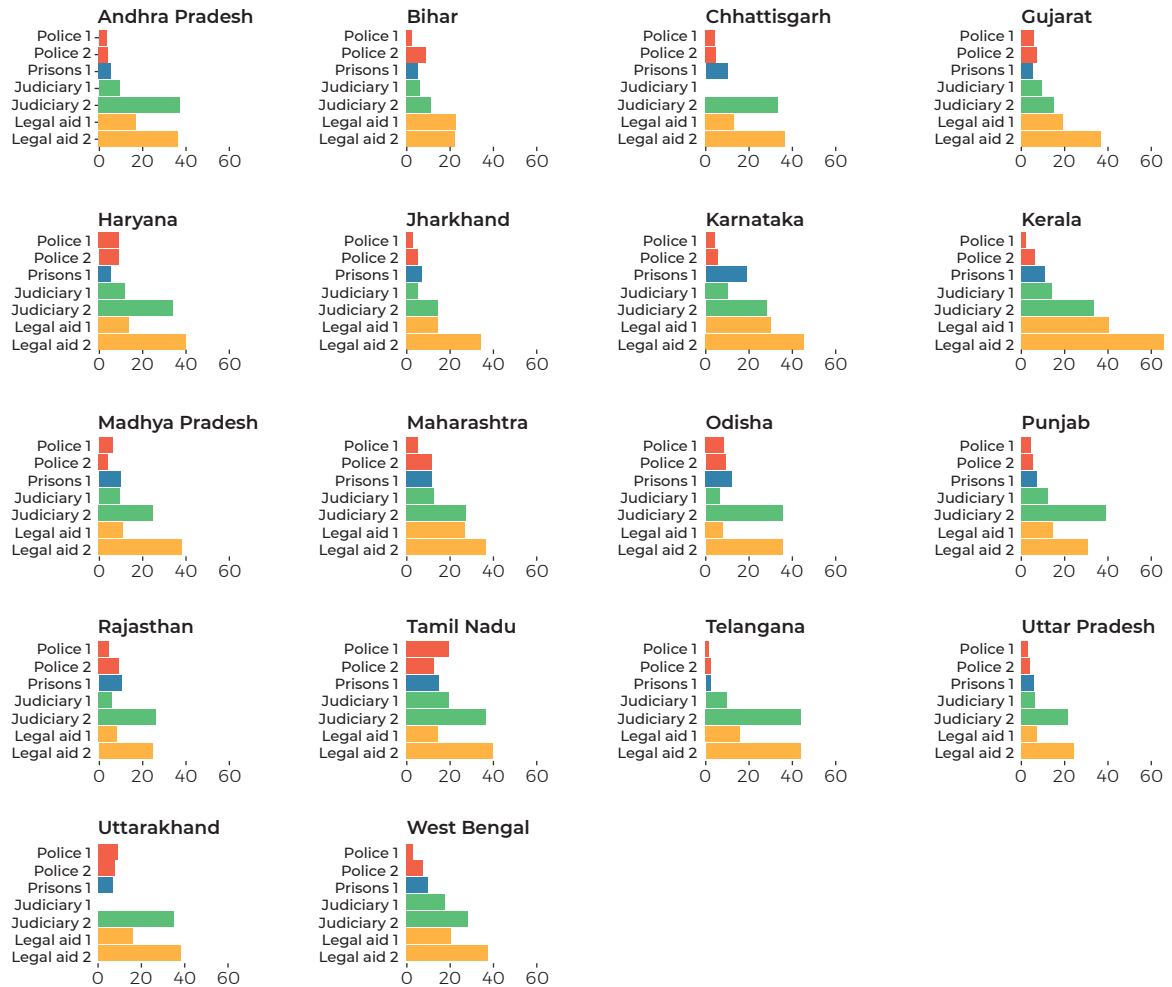 Andhra Pradesh
Police 1
Police 2
Prisons 1
Judiciary 1
Judiciary 2
Legal aid 1
Legal aid 2
0 20 40 60
Bihar
Police 1
Police 2
Prisons 1
Judiciary 1
Judiciary 2
Legal aid 1
Legal aid 2
0 20 40 60
Chhattisgarh
Police 1
Police 2
Prisons 1
Judiciary 1
Judiciary 2
Legal aid 1
Legal aid 2
0 20 40 60
Gujarat
Police 1
Police 2
Prisons 1
Judiciary 1
Judiciary 2
Legal aid 1
Legal aid 2
0 20 40 60
Haryana
Police 1
Police 2
Prisons 1
Judiciary 1
Judiciary 2
Legal aid 1
Legal aid 2
0 20 40 60
Jharkhand
Police 1
Police 2
Prisons 1
Judiciary 1
Judiciary 2
Legal aid 1
Legal aid 2
0 20 40 60
Karnataka
Police 1
Police 2
Prisons 1
Judiciary 1
Judiciary 2
Legal aid 1
Legal aid 2
0 20 40 60
Kerala
Police 1
Police 2
Prisons 1
Judiciary 1
Judiciary 2
Legal aid 1
Legal aid 2
0 20 40 60
Madhya Pradesh
Police 1
Police 2
Prisons 1
Judiciary 1
Judiciary 2
Legal aid 1
Legal aid 2
0 20 40 60
Maharashtra
Police 1
Police 2
Prisons 1
Judiciary 1
Judiciary 2
Legal aid 1
Legal aid 2
0 20 40 60
Odisha
Police 1
Police 2
Prisons 1
Judiciary 1
Judiciary 2
Legal aid 1
Legal aid 2
0 20 40 60
Punjab
Police 1
Police 2
Prisons 1
Judiciary 1
Judiciary 2
Legal aid 1
Legal aid 2
0 20 40 60
Rajasthan
Police 1
Police 2
Prisons 1
Judiciary 1
Judiciary 2
Legal aid 1
Legal aid 2
0 20 40 60
Tamil Nadu
Police 1
Police 2
Prisons 1
Judiciary 1
Judiciary 2
Legal aid 1
Legal aid 2
0 20 40 60
Telangana
Police 1
Police 2
Prisons 1
Judiciary 1
Judiciary 2
Legal aid 1
Legal aid 2
0 20 40 60
Uttar Pradesh
Police 1
Police 2
Prisons 1
Judiciary 1
Judiciary 2
Legal aid 1
Legal aid 2
0 20 40 60
Uttarakhand
Police 1
Police 2
Prisons 1
Judiciary 1
Judiciary 2
Legal aid 1
Legal aid 2
0 20 40 60
West Bengal
Police 1
Police 2
Prisons 1
Judiciary 1
Judiciary 2
Legal aid 1
Legal aid 2
0 20 40 60